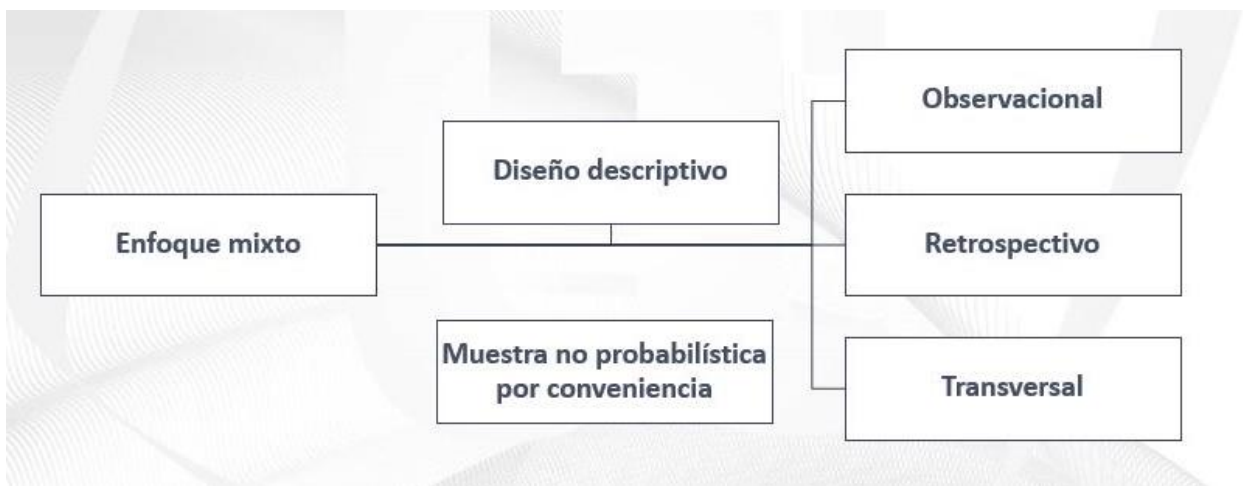 Enfoque mixto
Diseño descriptivo
Muestra no probabilística
por conveniencia
Observacional
Retrospectivo
Transversal